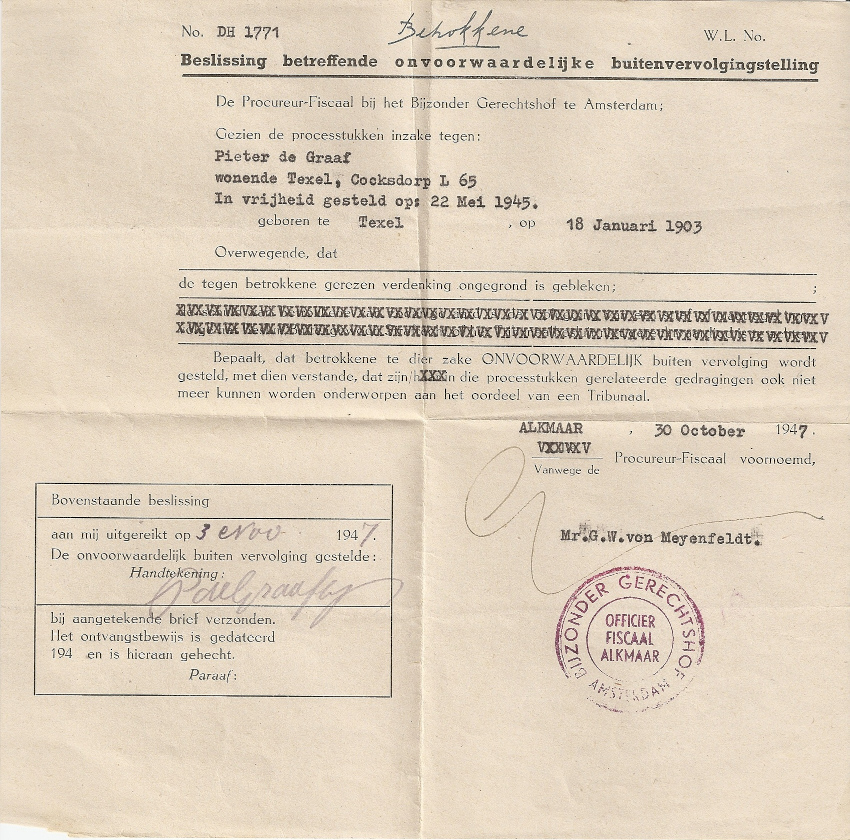 No. DH 1771
Betrokkene
W.L. No.
Beslissing betreffende onvoorwaardelijke buitenvervolgingstelling
De Procureur-Fiscaal bij het Bijzonder Gerechtshof te Amsterdam;
Gezien de processtukken inzake tegen:
Pieter de Graaf
wonende Texel, Cocksdorp L 65
In vrijheid gesteld op: 22 Mei 1945.
geboren te Texel , op 18 Januari 1903
Overwegende, dat
de tegen betrokkene gerezen verdenking ongegrond is gebleken; ;
Bepaalt, dat betrokkene te dier zake ONVOORWAARDELIJK buiten vervolging wordt
gesteld, met dien verstande, dat zijn/hXXX in die processtukken gerelateerde gedragingen ook niet
meer kunnen worden onderworpen aan het oordeel van een Tribunaal.
ALKMAAR , 30 October 1947.
VXXVXV
Vanwege de Procureur-Fiscaal voornoemd,
Mr.G.W.von Meyenfeldt.
BIJZONDER GERECHTSHOF
AMSTERDAM
OFFICIER
FISCAAL
ALKMAAR
Bovenstaande beslissing
aan mij uitgereikt op 3 Nov 1947.
De onvoorwaardelijk buiten vervolging gestelde:
Handtekening:
P de Graaf
bij aangetekende brief verzonden.
Het ontvangstbewijs is gedateerd
194 en is hieraan gehecht.
Paraaf: